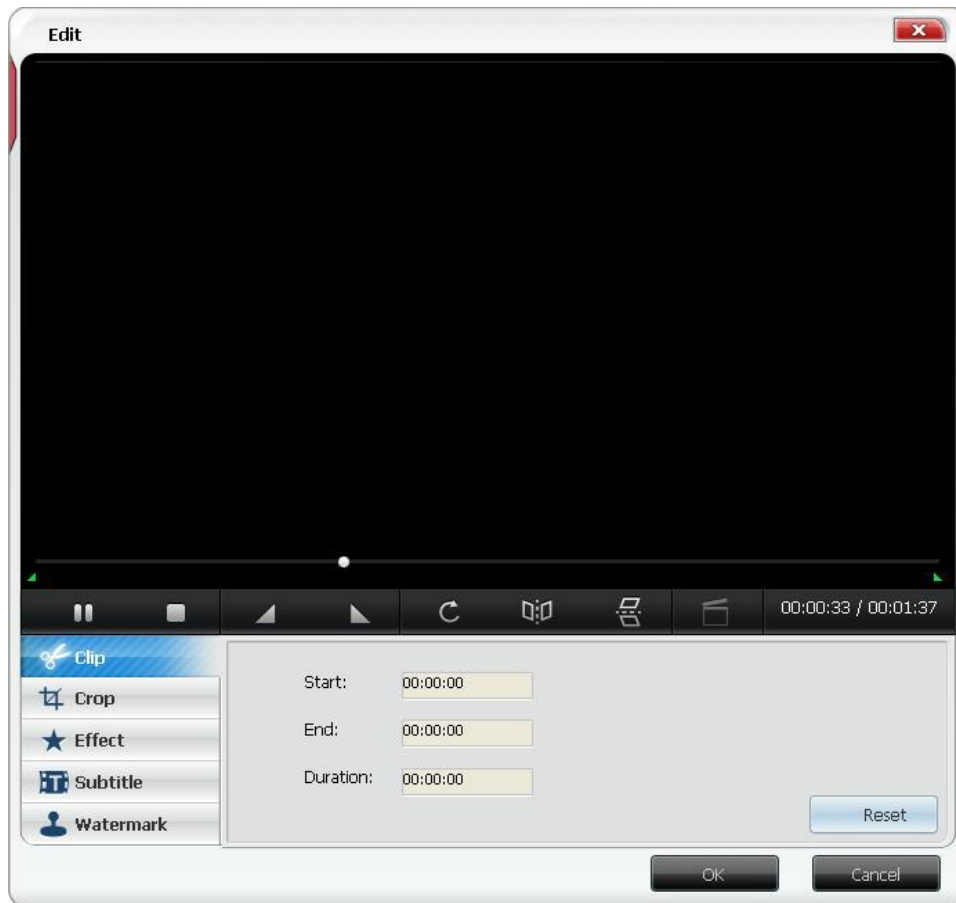 Edit
00:00:33 / 00:01:37
Clip
Crop
Effect
Subtitle
Watermark
Start: 00:00:00
End: 00:00:00
Duration: 00:00:00
Reset
OK Cancel